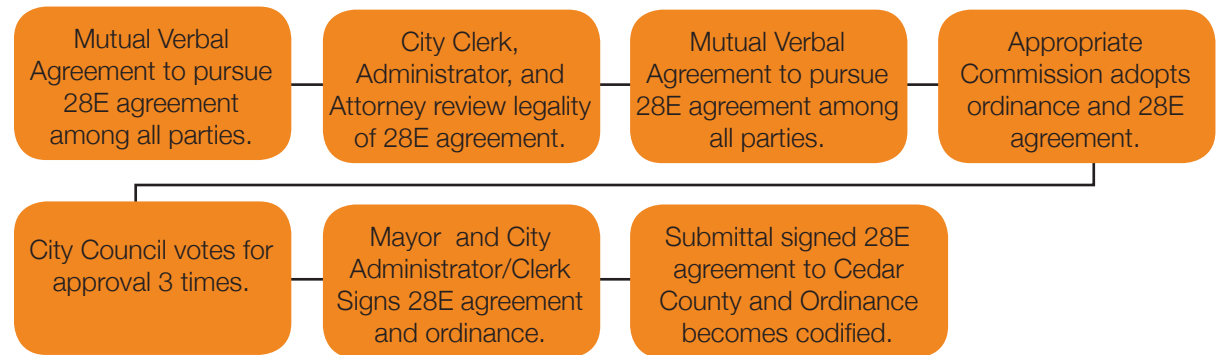 Mutual Verbal
Agreement to pursue
28E agreement
among all parties.
City Clerk,
Administrator, and
Attorney review legality
of 28E agreement.
Mutual Verbal
Agreement to pursue
28E agreement among
all parties.
Appropriate
Commission adopts
ordinance and 28E
agreement.
City Council votes for
approval 3 times.
Mayor and City
Administrator/Clerk
Signs 28E agreement
and ordinance.
Submittal signed 28E
agreement to Cedar
County and Ordinance
becomes codified.